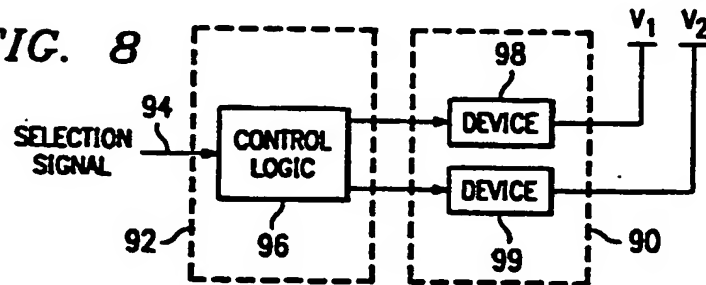 FIG. 8
V1 V2
98
94
SELECTION
SIGNAL
CONTROL
LOGIC
DEVICE
DEVICE
92
96
99
90